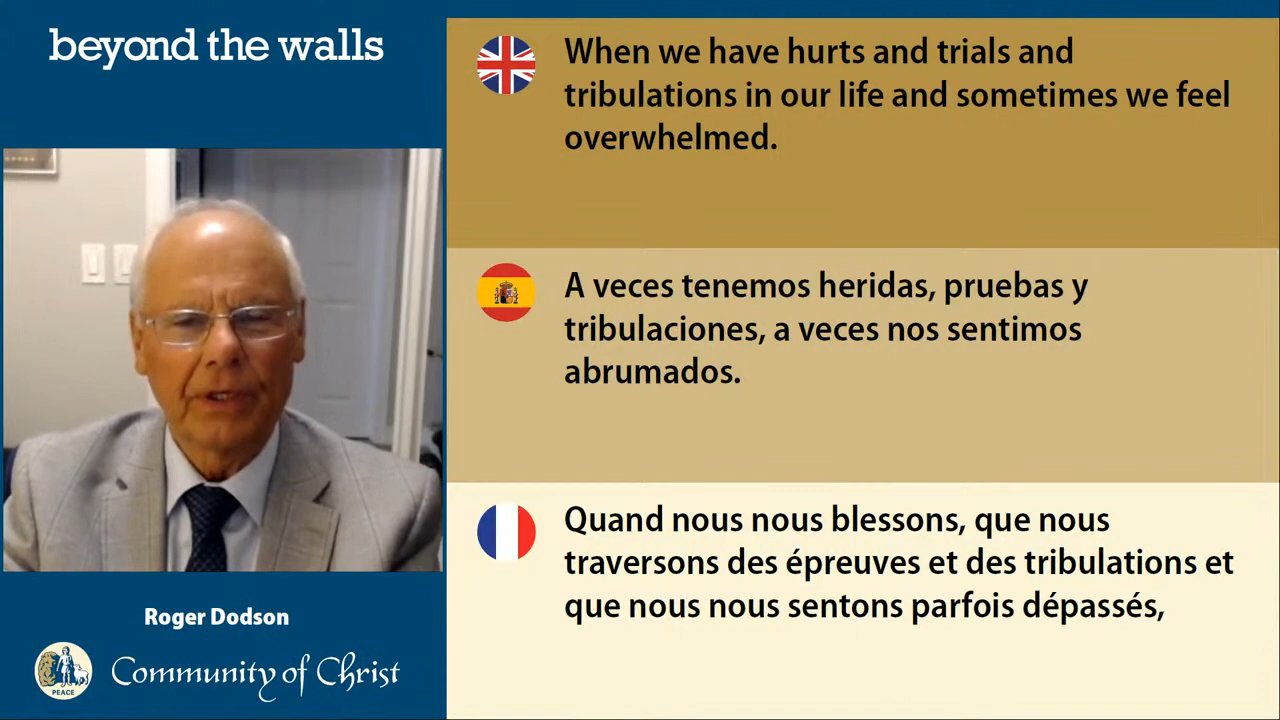 beyond the walls
When we have hurts and trials and
tribulations in our life and sometimes we feel
overwhelmed.
A veces tenemos heridas, pruebas y
tribulaciones, a veces nos sentimos
abrumados.
Quand nous nous blessons, que nous
traversons des épreuves et des tribulations et
que nous nous sentons parfois dépassés,
Roger Dodson
Community of Christ
PEACE